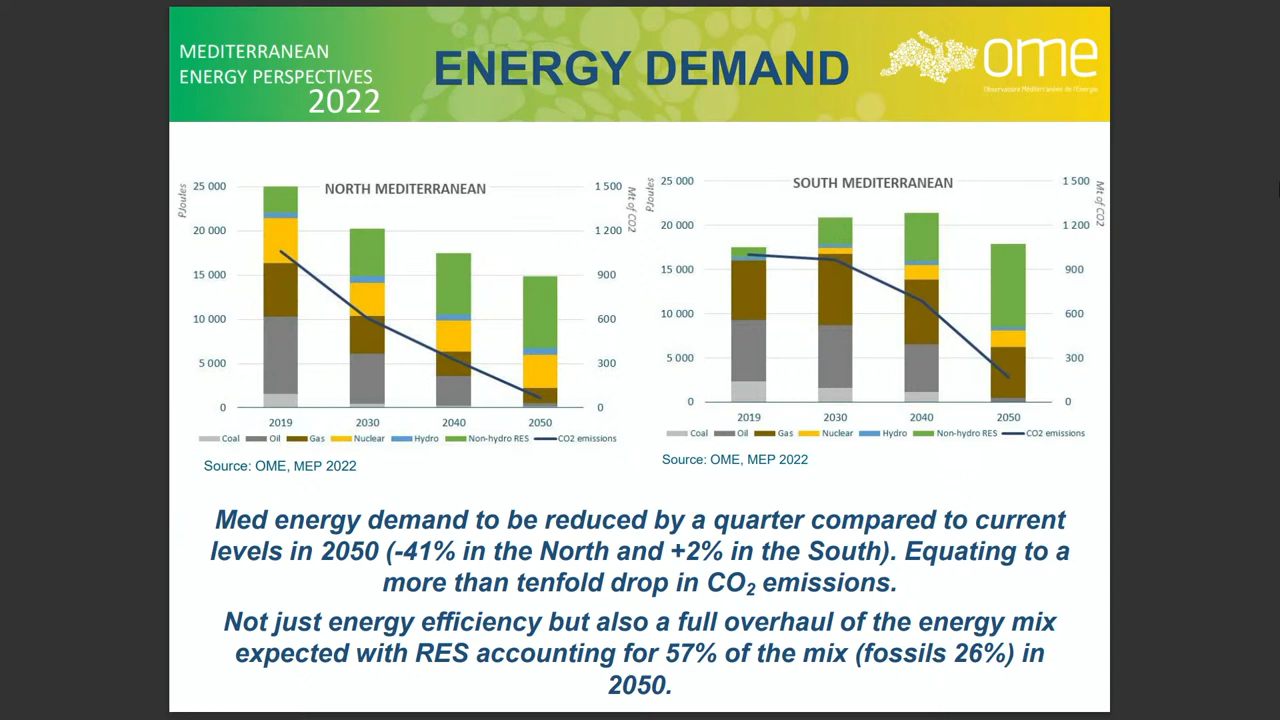 MEDITERRANEAN
ENERGY PERSPECTIVES
2022
ENERGY DEMAND
ome
Observatoire Méditerranéen de l'Energie
NORTH MEDITERRANEAN
PJoules
25 000
20 000
15 000
10 000
5 000
0
1 500
1 200
900
600
300
0
Mt of CO2
2019 2030 2040 2050
Coal Oil Gas Nuclear Hydro Non-hydro RES CO2 emissions
Source: OME, MEP 2022
SOUTH MEDITERRANEAN
PJoules
25 000
20 000
15 000
10 000
5 000
0
1 500
1 200
900
600
300
0
Mt of CO2
2019 2030 2040 2050
Coal Oil Gas Nuclear Hydro Non-hydro RES CO2 emissions
Source: OME, MEP 2022
Med energy demand to be reduced by a quarter compared to current
levels in 2050 (-41% in the North and +2% in the South). Equating to a
more than tenfold drop in CO₂ emissions.
Not just energy efficiency but also a full overhaul of the energy mix
expected with RES accounting for 57% of the mix (fossils 26%) in
2050.